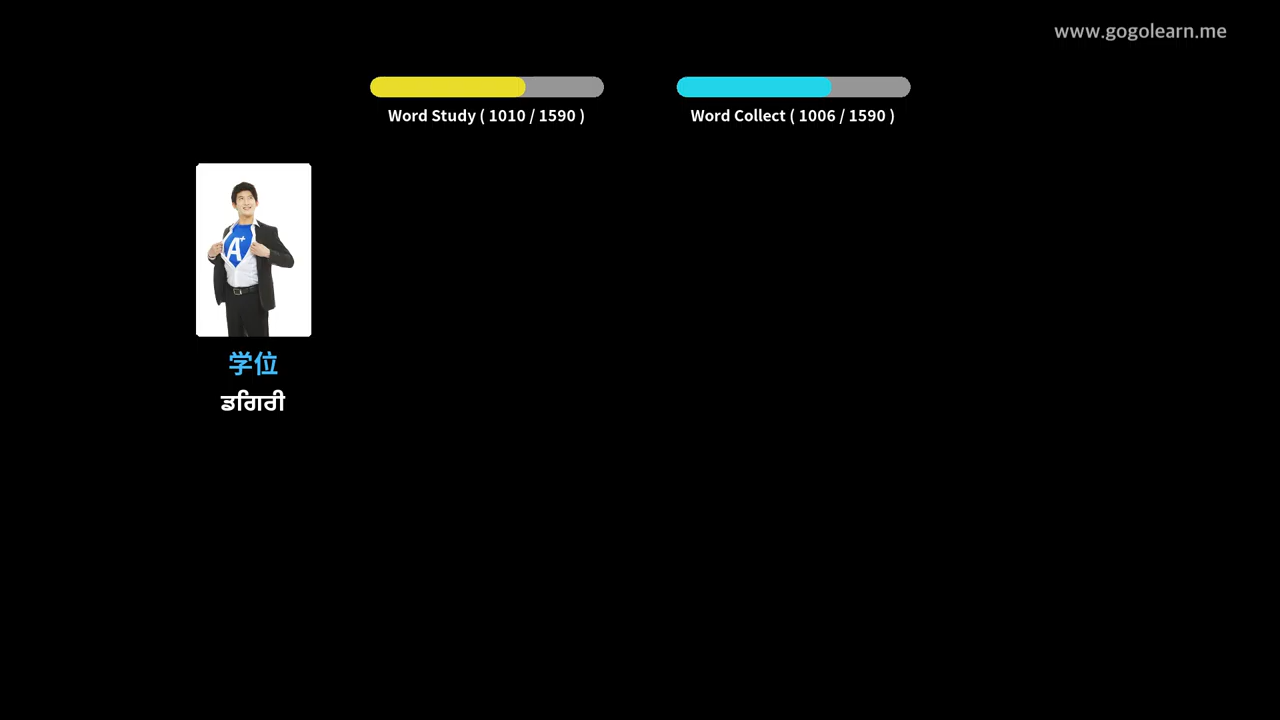 www.gogolearn.me
Word Study ( 1010 / 1590 )
Word Collect ( 1006 / 1590 )
A+
学位
ਡਿਗਰੀ